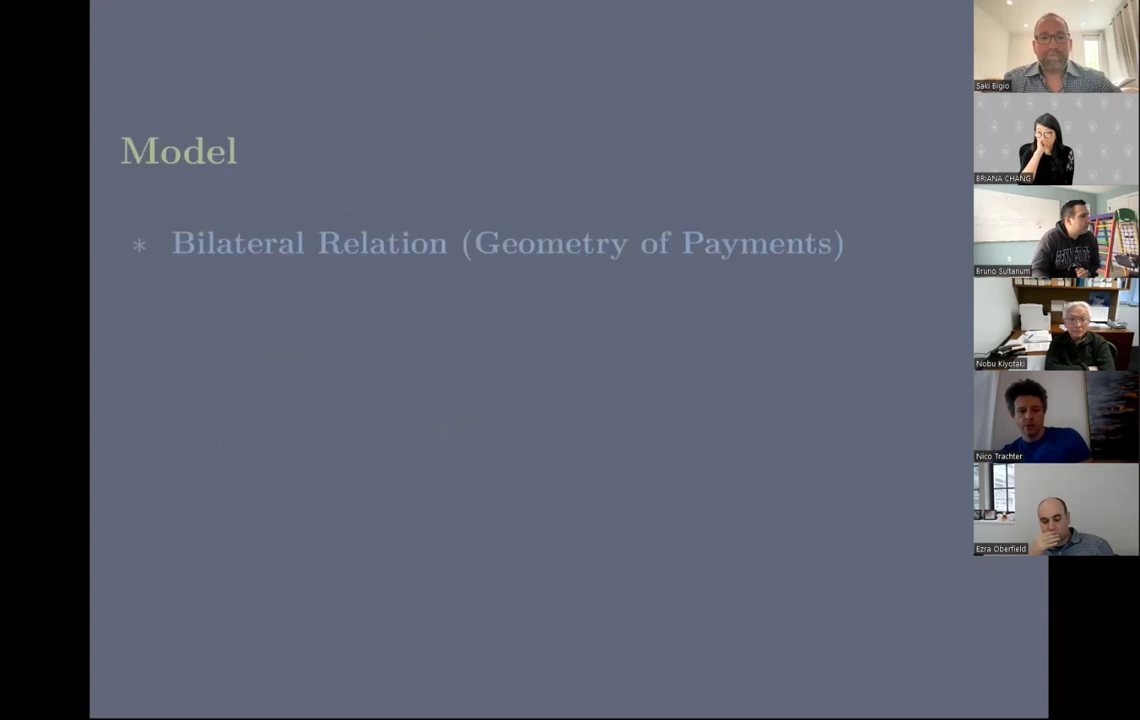 Model
* Bilateral Relation (Geometry of Payments)
Saki Bigio
BRIANA CHANG
Bruno Sultanum
Nobu Kiyotaki
Nico Trachter
Ezra Oberfield